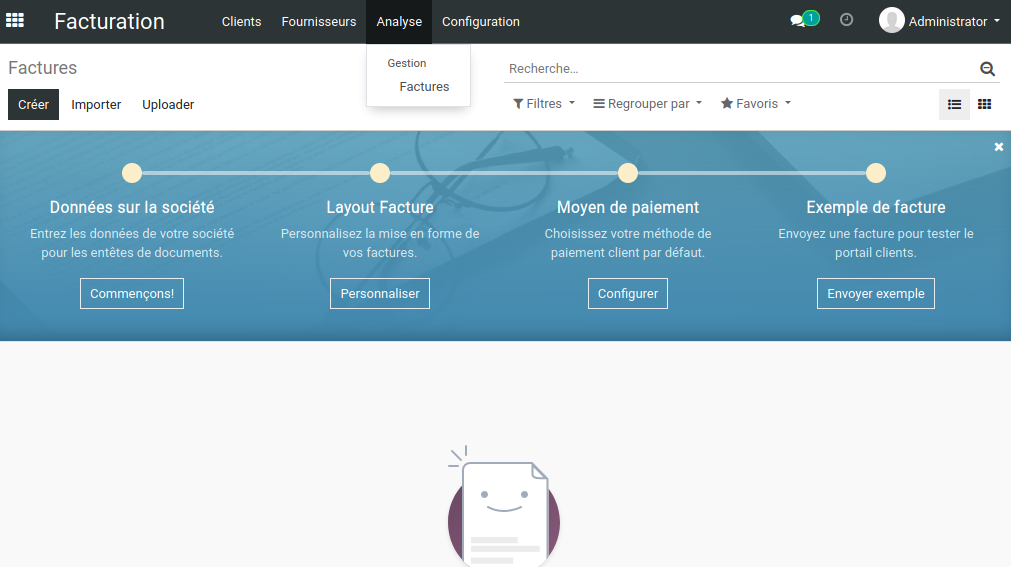 Facturation Clients Fournisseurs Analyse Configuration 1 Administrator
Gestion
Factures
Factures
Recherche...
Créer Importer Uploader
Filtres Regrouper par Favoris
Données sur la société
Entrez les données de votre société
pour les entêtes de documents.
Commençons!
Layout Facture
Personnalisez la mise en forme de
vos factures.
Personnaliser
Moyen de paiement
Choisissez votre méthode de
paiement client par défaut.
Configurer
Exemple de facture
Envoyez une facture pour tester le
portail clients.
Envoyer exemple